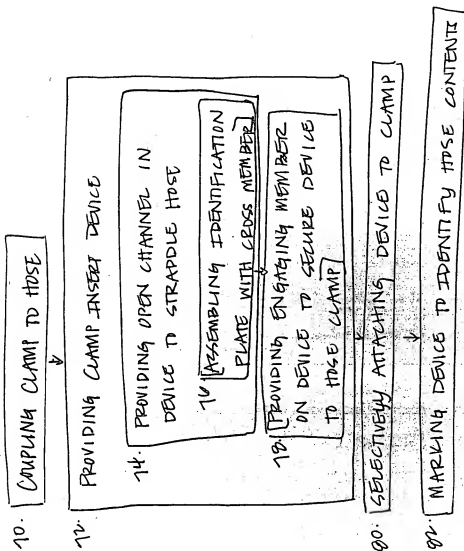 70. COUPLING CLAMP TO HOSE
72. PROVIDING CLAMP INSERT DEVICE
74. PROVIDING OPEN CHANNEL IN
DEVICE TO STRADDLE HOSE
76. ASSEMBLING IDENTIFICATION
PLATE WITH CROSS MEMBER
78. PROVIDING ENGAGING MEMBER
ON DEVICE TO SECURE DEVICE
TO HOSE CLAMP
80. SELECTIVELY ATTACHING DEVICE TO CLAMP
82. MARKING DEVICE TO IDENTIFY HOSE CONTENTS